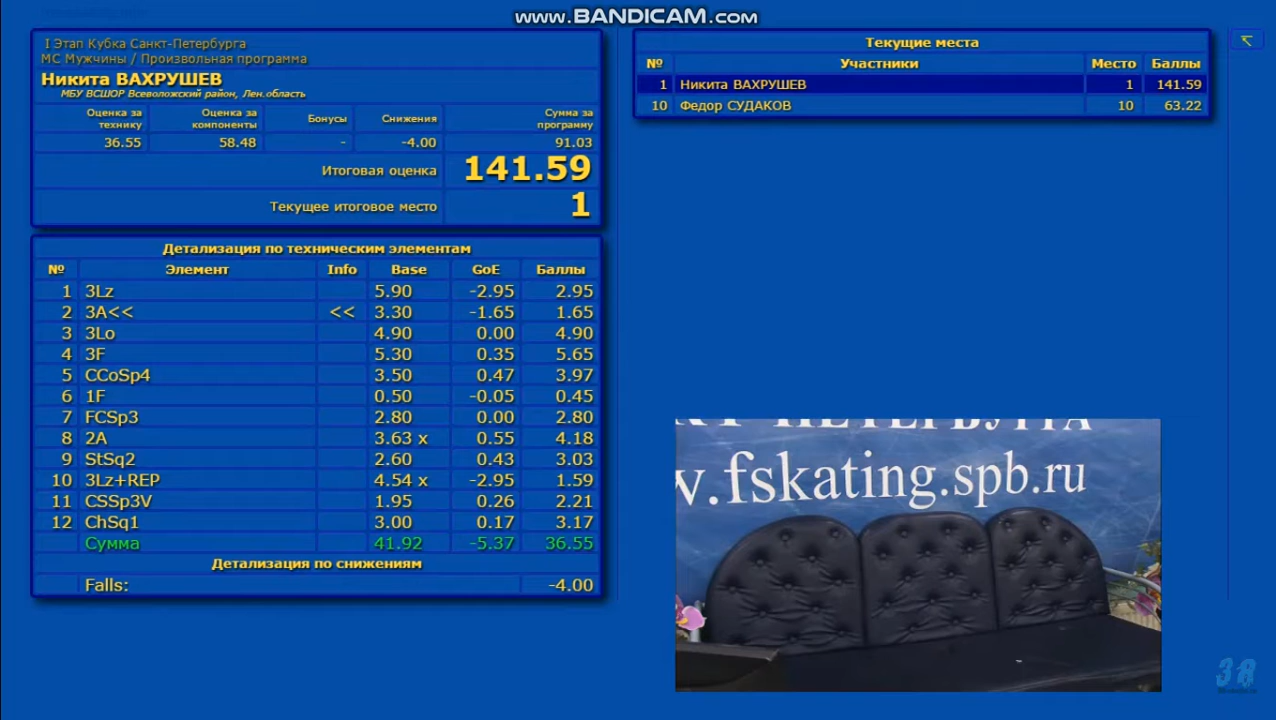 www.BANDICAM.com
I Этап Кубка Санкт-Петербурга
МС Мужчины / Произвольная программа
Никита ВАХРУШЕВ
МБУ ВСШОР Всеволожский район, Лен.область
Оценка за технику Оценка за компоненты Бонусы Снижения Сумма за программу
36.55 58.48 - -4.00 91.03
Итоговая оценка 141.59
Текущее итоговое место 1
Детализация по техническим элементам
№ Элемент Info Base GoE Баллы
1 3Lz 5.90 -2.95 2.95
2 3A<< << 3.30 -1.65 1.65
3 3Lo 4.90 0.00 4.90
4 3F 5.30 0.35 5.65
5 CCoSp4 3.50 0.47 3.97
6 1F 0.50 -0.05 0.45
7 FCSp3 2.80 0.00 2.80
8 2A 3.63 x 0.55 4.18
9 StSq2 2.60 0.43 3.03
10 3Lz+REP 4.54 x -2.95 1.59
11 CSSp3V 1.95 0.26 2.21
12 ChSq1 3.00 0.17 3.17
Сумма 41.92 -5.37 36.55
Детализация по снижениям
Falls: -4.00
Текущие места
№ Участники Место Баллы
1 Никита ВАХРУШЕВ 1 141.59
10 Федор СУДАКОВ 10 63.22
КТ-ПЕТЕРБУРГА
w.fskating.spb.ru